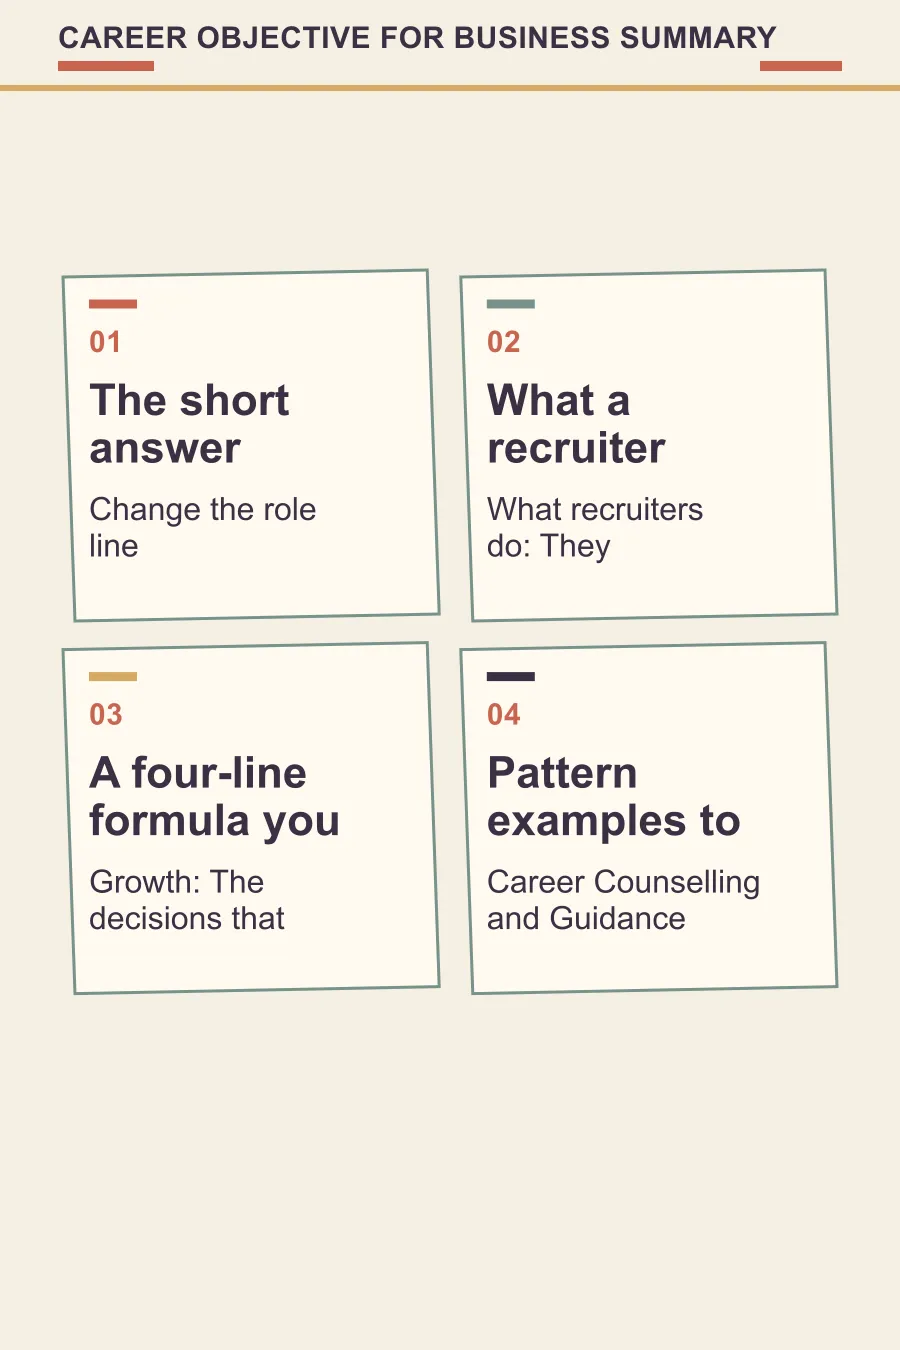 CAREER OBJECTIVE FOR BUSINESS SUMMARY
01
The short
answer
Change the role
line
02
What a
recruiter
What recruiters
do: They
03
A four-line
formula you
Growth: The
decisions that
04
Pattern
examples to
Career Counselling
and Guidance